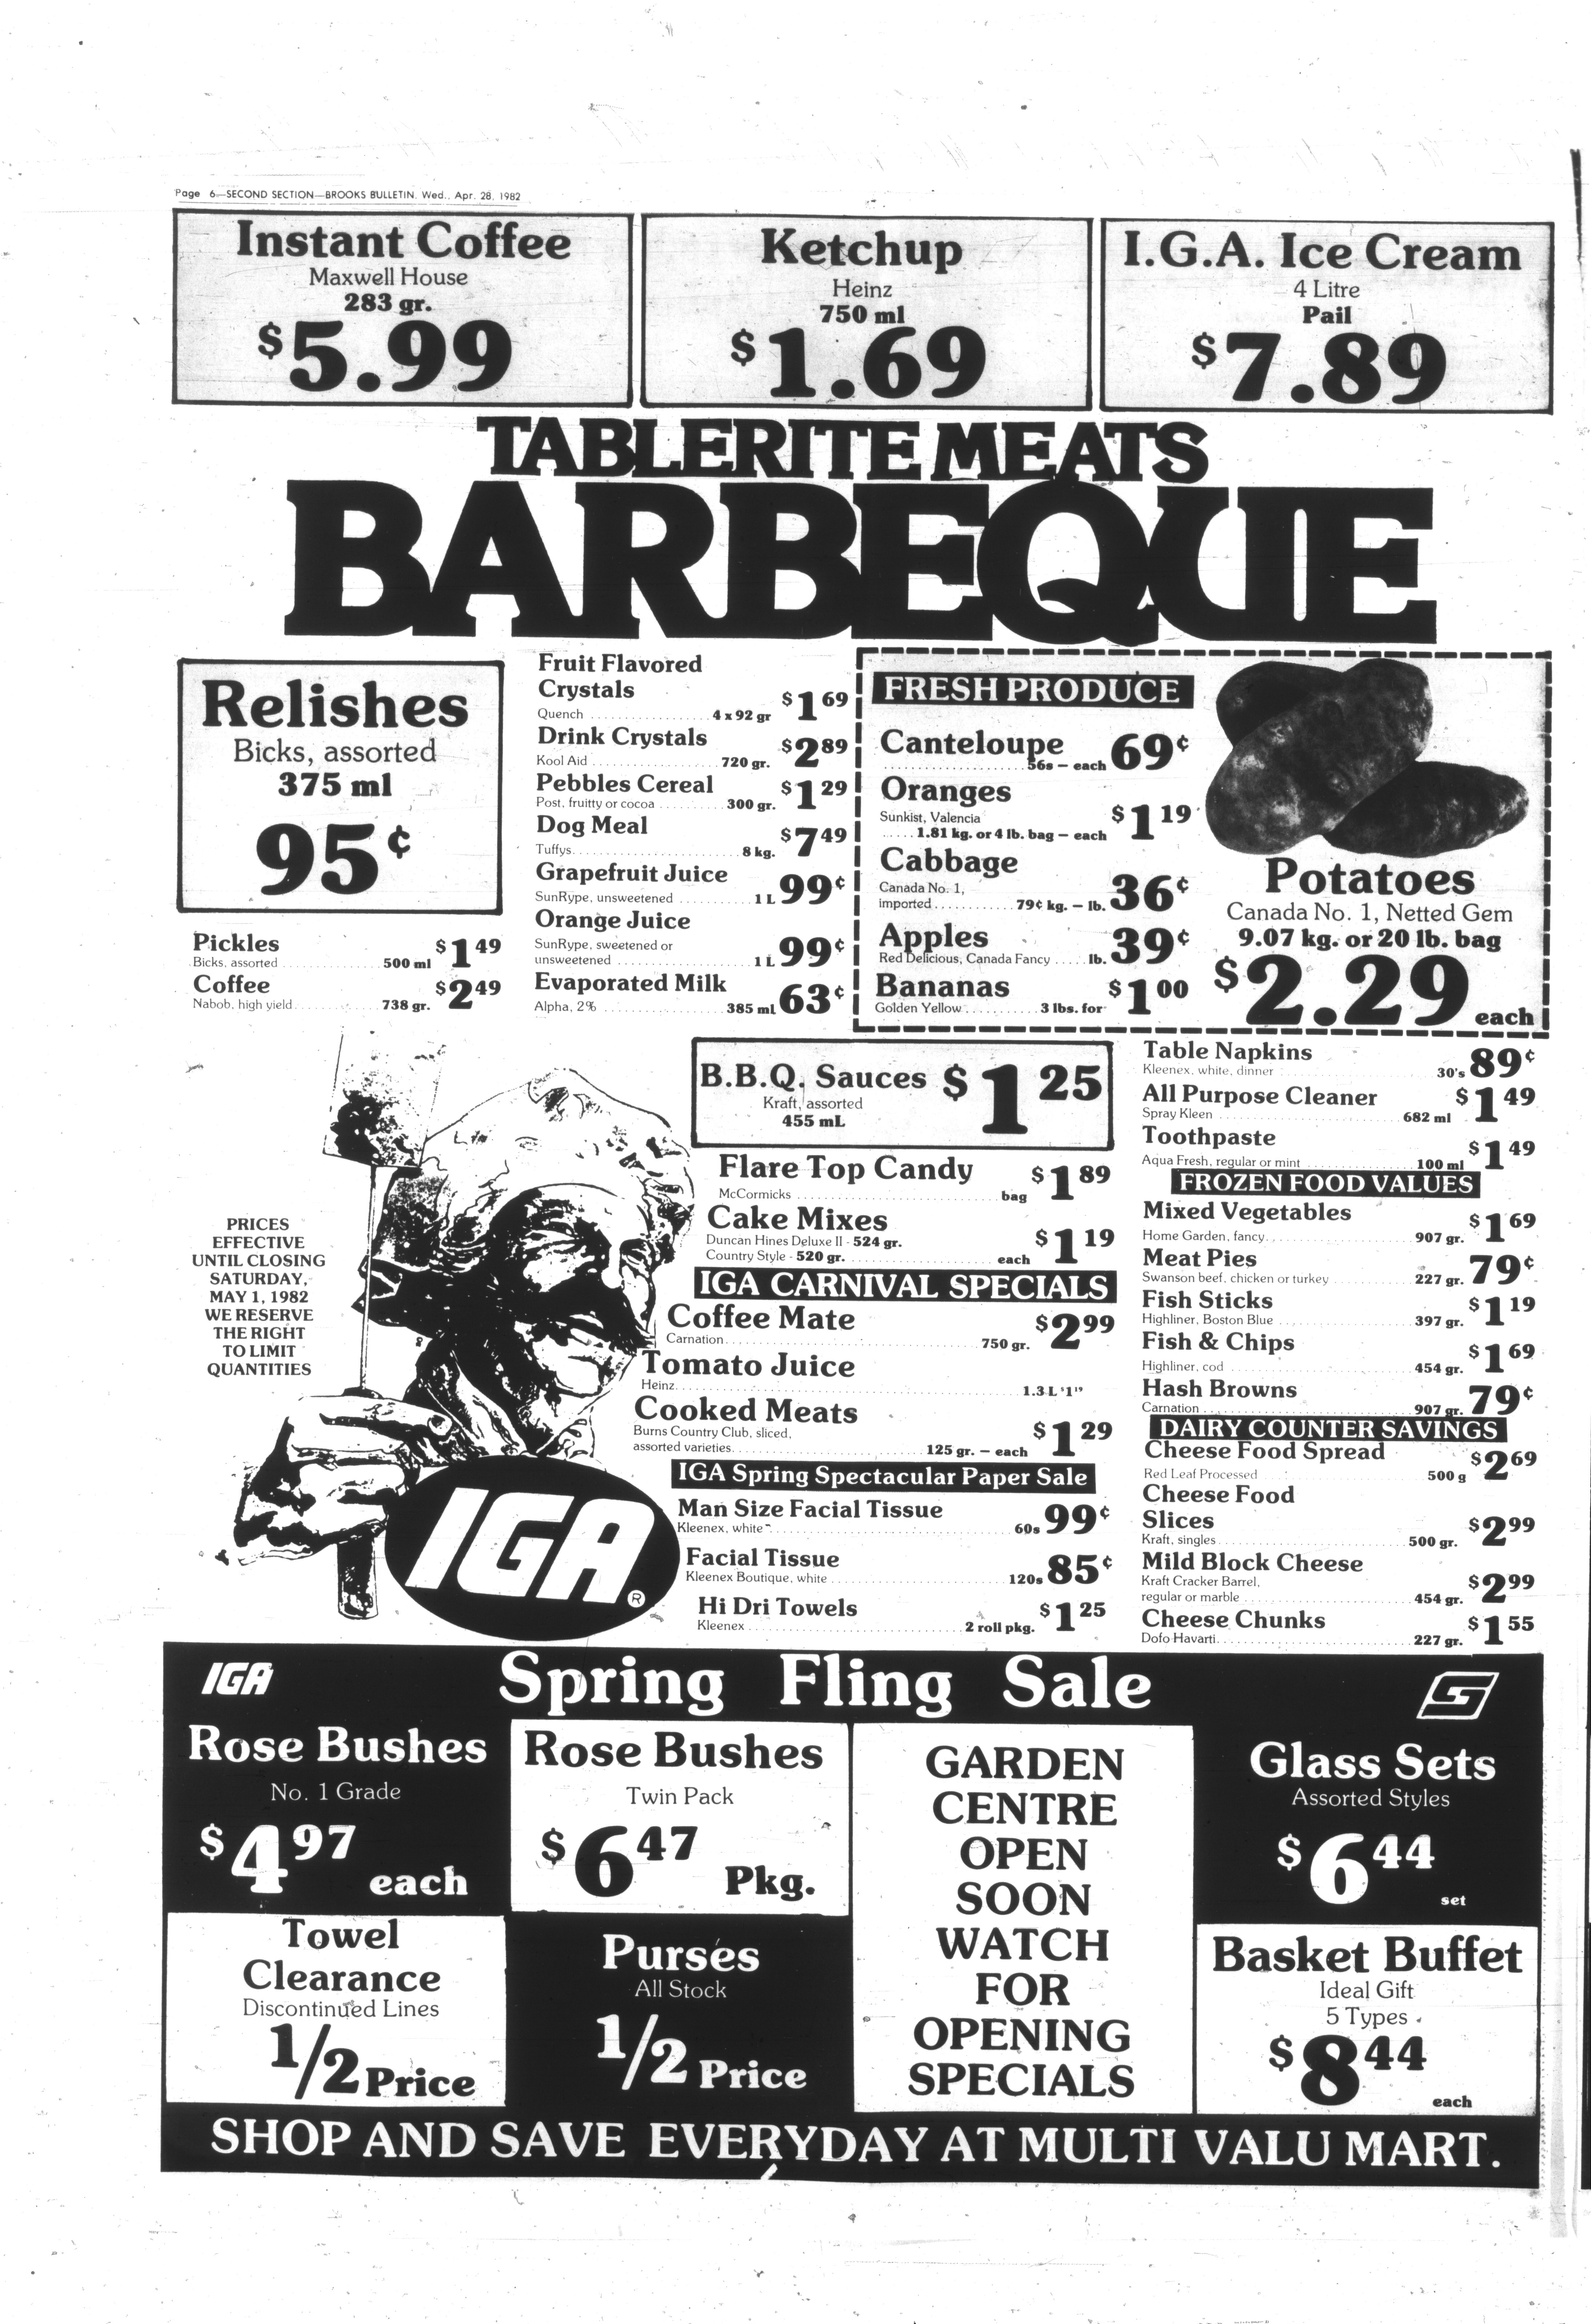 Page 6—SECOND SECTION—BROOKS BULLETIN, Wed., Apr. 28, 1982
Instant Coffee
Maxwell House
283 gr.
$5.99
Ketchup
Heinz
750 ml
$1.69
I.G.A. Ice Cream
4 Litre
Pail
$7.89
TABLERITE MEATS
BARBEQUE
Relishes
Bicks, assorted
375 ml
95¢
Pickles
Bicks, assorted 500 ml $1 49
Coffee
Nabob, high yield 738 gr. $2 49
Fruit Flavored
Crystals
Quench 4 x 92 gr $1 69
Drink Crystals
Kool Aid 720 gr. $2 89
Pebbles Cereal
Post, fruitty or cocoa 300 gr. $1 29
Dog Meal
Tuffys 8 kg. $7 49
Grapefruit Juice
SunRype, unsweetened 1 L 99¢
Orange Juice
SunRype, sweetened or
unsweetened 1 L 99¢
Evaporated Milk
Alpha, 2% 385 ml 63¢
FRESH PRODUCE
Canteloupe
56s — each 69¢
Oranges
Sunkist, Valencia
1.81 kg. or 4 lb. bag — each $1 19
Cabbage
Canada No. 1,
imported 79¢ kg. — lb. 36¢
Apples
Red Delicious, Canada Fancy lb. 39¢
Bananas
Golden Yellow 3 lbs. for $1 00
Potatoes
Canada No. 1, Netted Gem
9.07 kg. or 20 lb. bag
$2.29 each
PRICES
EFFECTIVE
UNTIL CLOSING
SATURDAY,
MAY 1, 1982
WE RESERVE
THE RIGHT
TO LIMIT
QUANTITIES
IGA ®
B.B.Q. Sauces $1 25
Kraft, assorted
455 mL
Flare Top Candy
McCormicks bag $1 89
Cake Mixes
Duncan Hines Deluxe II - 524 gr.
Country Style - 520 gr. each $1 19
IGA CARNIVAL SPECIALS
Coffee Mate
Carnation 750 gr. $2 99
Tomato Juice
Heinz 1.3 L $1 19
Cooked Meats
Burns Country Club, sliced,
assorted varieties 125 gr. — each $1 29
IGA Spring Spectacular Paper Sale
Man Size Facial Tissue
Kleenex, white 60s 99¢
Facial Tissue
Kleenex Boutique, white 120s 85¢
Hi Dri Towels
Kleenex 2 roll pkg. $1 25
Table Napkins
Kleenex, white, dinner 30's 89¢
All Purpose Cleaner
Spray Kleen 682 ml $1 49
Toothpaste
Aqua Fresh, regular or mint 100 ml $1 49
FROZEN FOOD VALUES
Mixed Vegetables
Home Garden, fancy 907 gr. $1 69
Meat Pies
Swanson beef, chicken or turkey 227 gr. 79¢
Fish Sticks
Highliner, Boston Blue 397 gr. $1 19
Fish & Chips
Highliner, cod 454 gr. $1 69
Hash Browns
Carnation 907 gr. 79¢
DAIRY COUNTER SAVINGS
Cheese Food Spread
Red Leaf Processed 500 g $2 69
Cheese Food
Slices
Kraft, singles 500 gr. $2 99
Mild Block Cheese
Kraft Cracker Barrel,
regular or marble 454 gr. $2 99
Cheese Chunks
Dofo Havarti 227 gr. $1 55
IGA Spring Fling Sale
Rose Bushes
No. 1 Grade
$4 97 each
Rose Bushes
Twin Pack
$6 47 Pkg.
GARDEN
CENTRE
OPEN
SOON
WATCH
FOR
OPENING
SPECIALS
Glass Sets
Assorted Styles
$6 44
set
Towel
Clearance
Discontinued Lines
1/2 Price
Purses
All Stock
1/2 Price
Basket Buffet
Ideal Gift
5 Types
$8 44
each
SHOP AND SAVE EVERYDAY AT MULTI VALU MART.